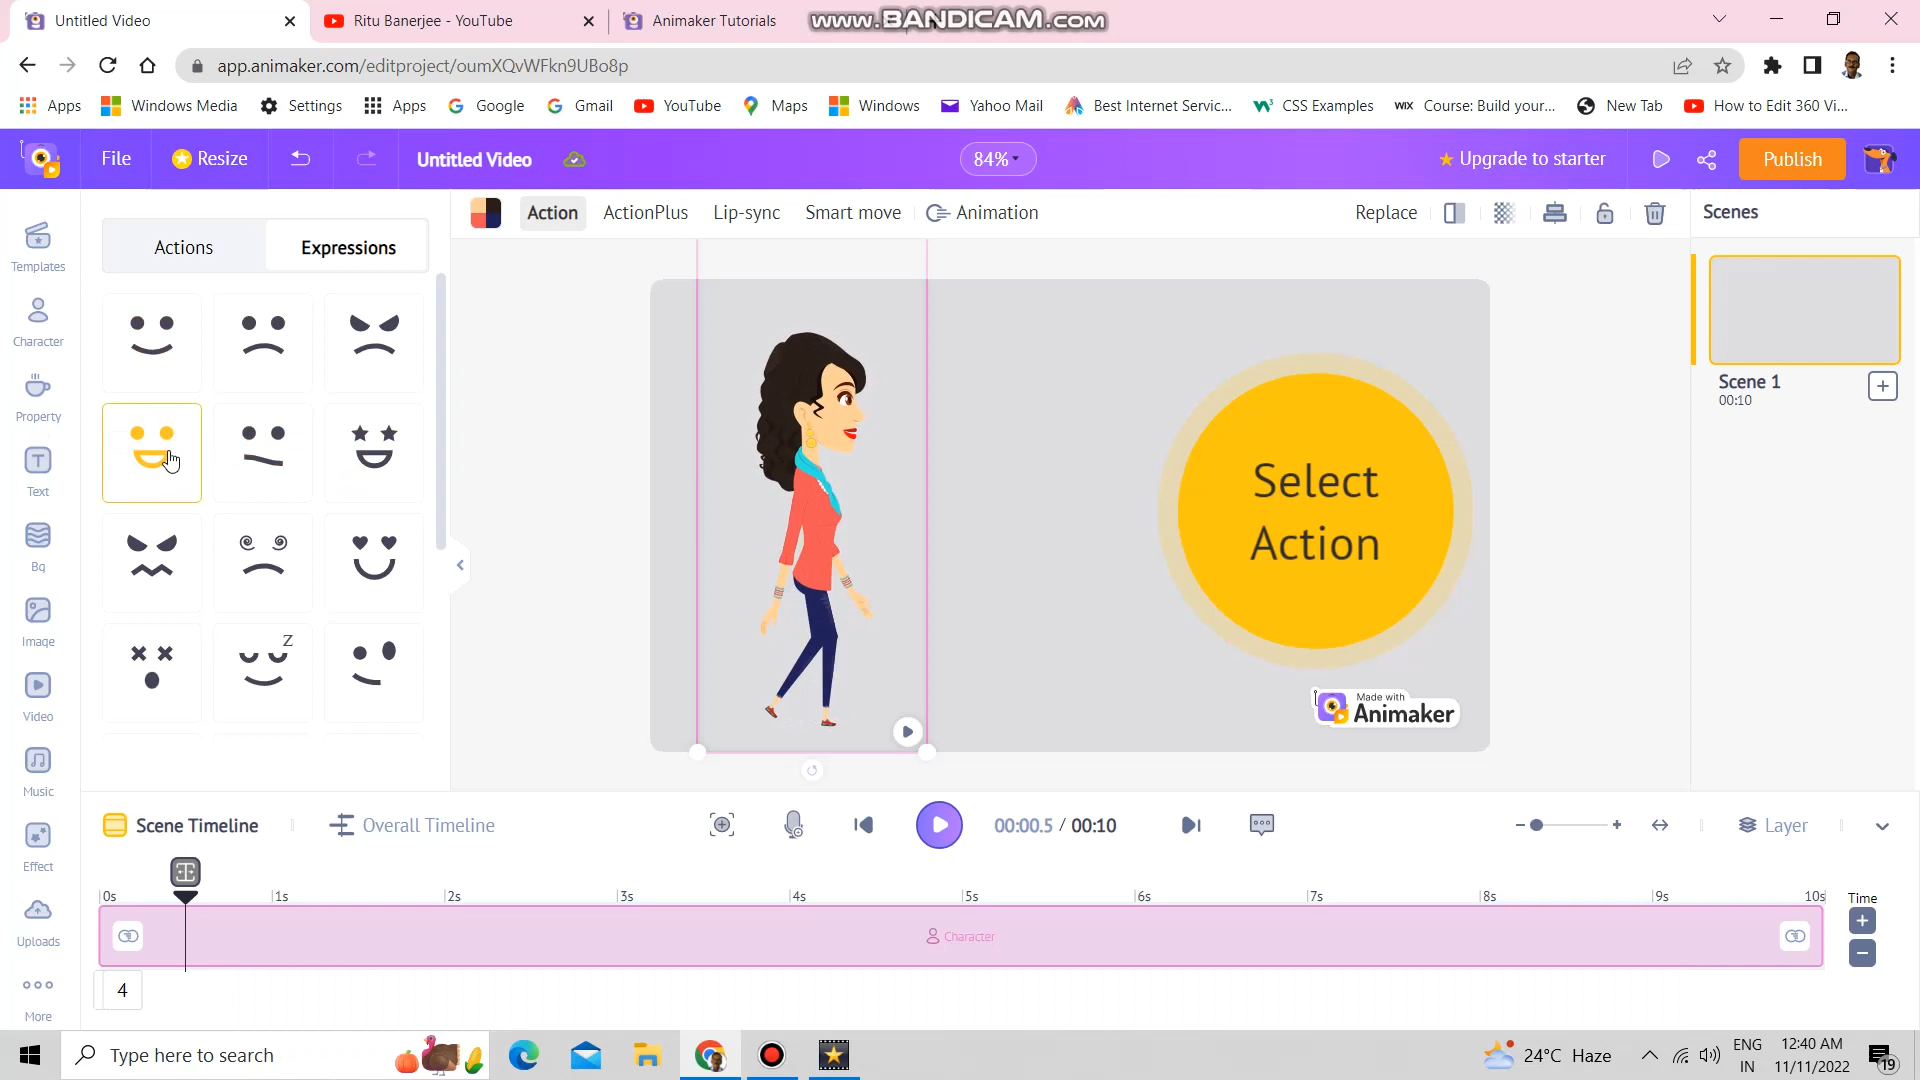 Untitled Video
Ritu Banerjee - YouTube
Animaker Tutorials
www.BANDICAM.com
app.animaker.com/editproject/oumXQvWFkn9UBo8p
Apps
Windows Media
Settings
Apps
Google
Gmail
YouTube
Maps
Windows
Yahoo Mail
Best Internet Servic...
CSS Examples
WIX Course: Build your...
New Tab
How to Edit 360 Vi...
File
Resize
Untitled Video
84%
Upgrade to starter
Publish
Templates
Character
Property
Text
Bg
Image
Video
Music
Effect
Uploads
More
Actions
Expressions
Z
Action
ActionPlus
Lip-sync
Smart move
Animation
Replace
Select
Action
Made with
Animaker
Scenes
Scene 1
00:10
Scene Timeline
Overall Timeline
00:00.5 / 00:10
Layer
0s
1s
2s
3s
4s
5s
6s
7s
8s
9s
10s
Time
Character
4
Type here to search
24°C Haze
ENG
IN
12:40 AM
11/11/2022
19